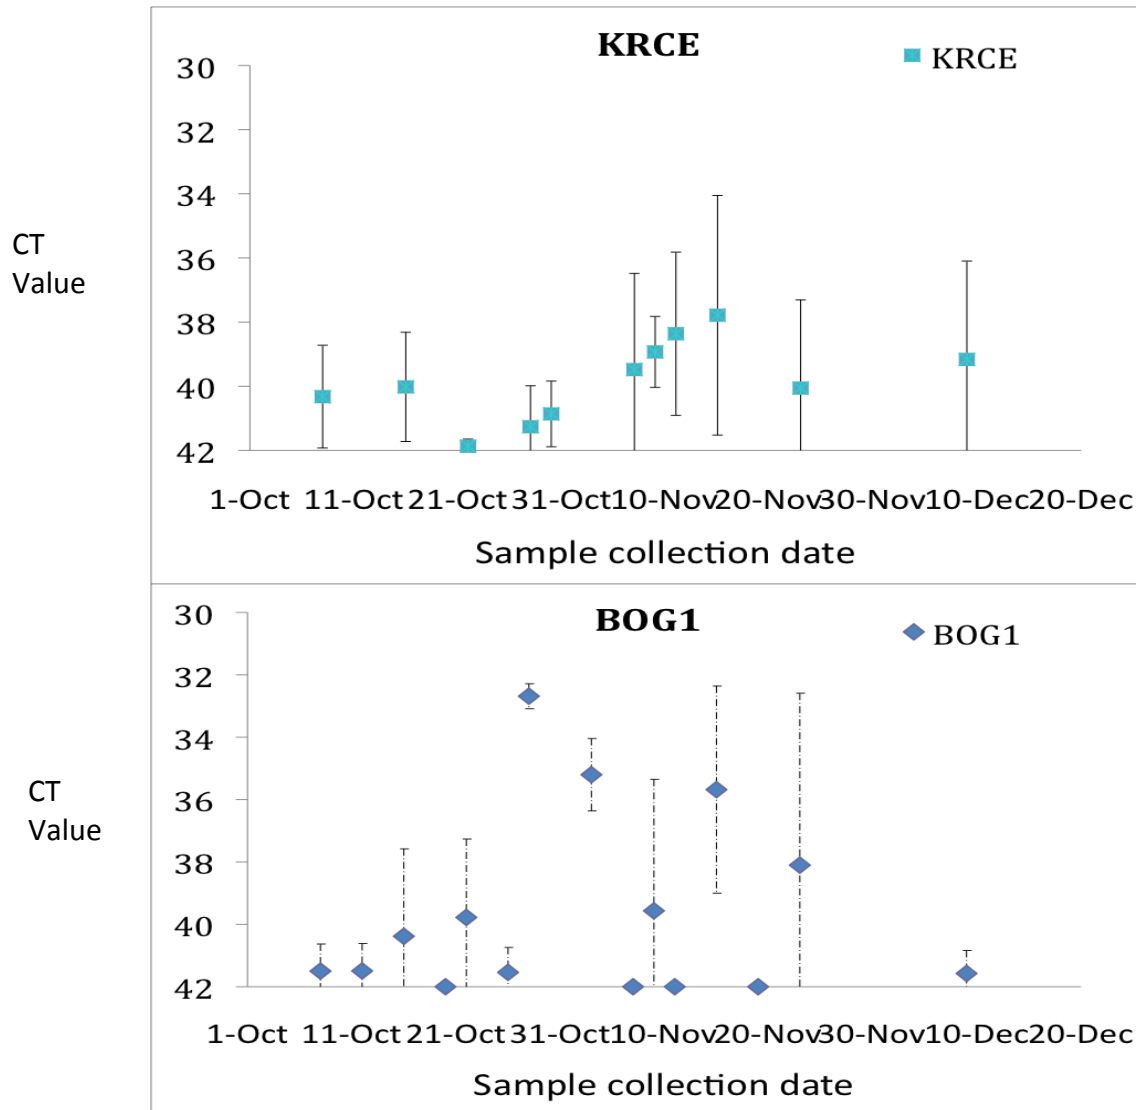 KRCE
KRCE
30
32
34
36
38
40
42
CT
Value
1-Oct 11-Oct 21-Oct 31-Oct 10-Nov 20-Nov 30-Nov 10-Dec 20-Dec
Sample collection date
BOG1
BOG1
30
32
34
36
38
40
42
CT
Value
1-Oct 11-Oct 21-Oct 31-Oct 10-Nov 20-Nov 30-Nov 10-Dec 20-Dec
Sample collection date